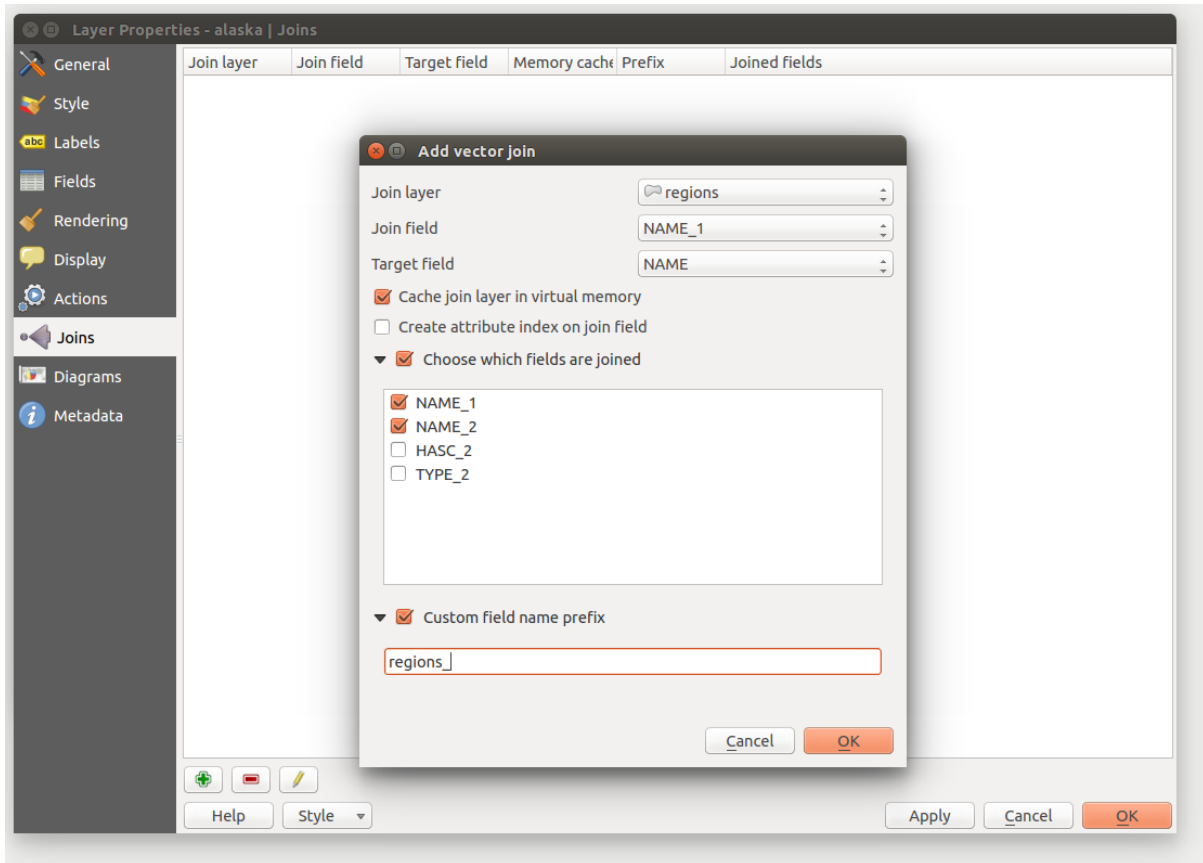 Layer Properties - alaska | Joins
General
Style
abc Labels
Fields
Rendering
Display
Actions
Joins
Diagrams
Metadata
Join layer Join field Target field Memory cache Prefix Joined fields
Add vector join
Join layer regions
Join field NAME_1
Target field NAME
Cache join layer in virtual memory
Create attribute index on join field
Choose which fields are joined
NAME_1
NAME_2
HASC_2
TYPE_2
Custom field name prefix
regions_
Cancel OK
Help Style Apply Cancel OK